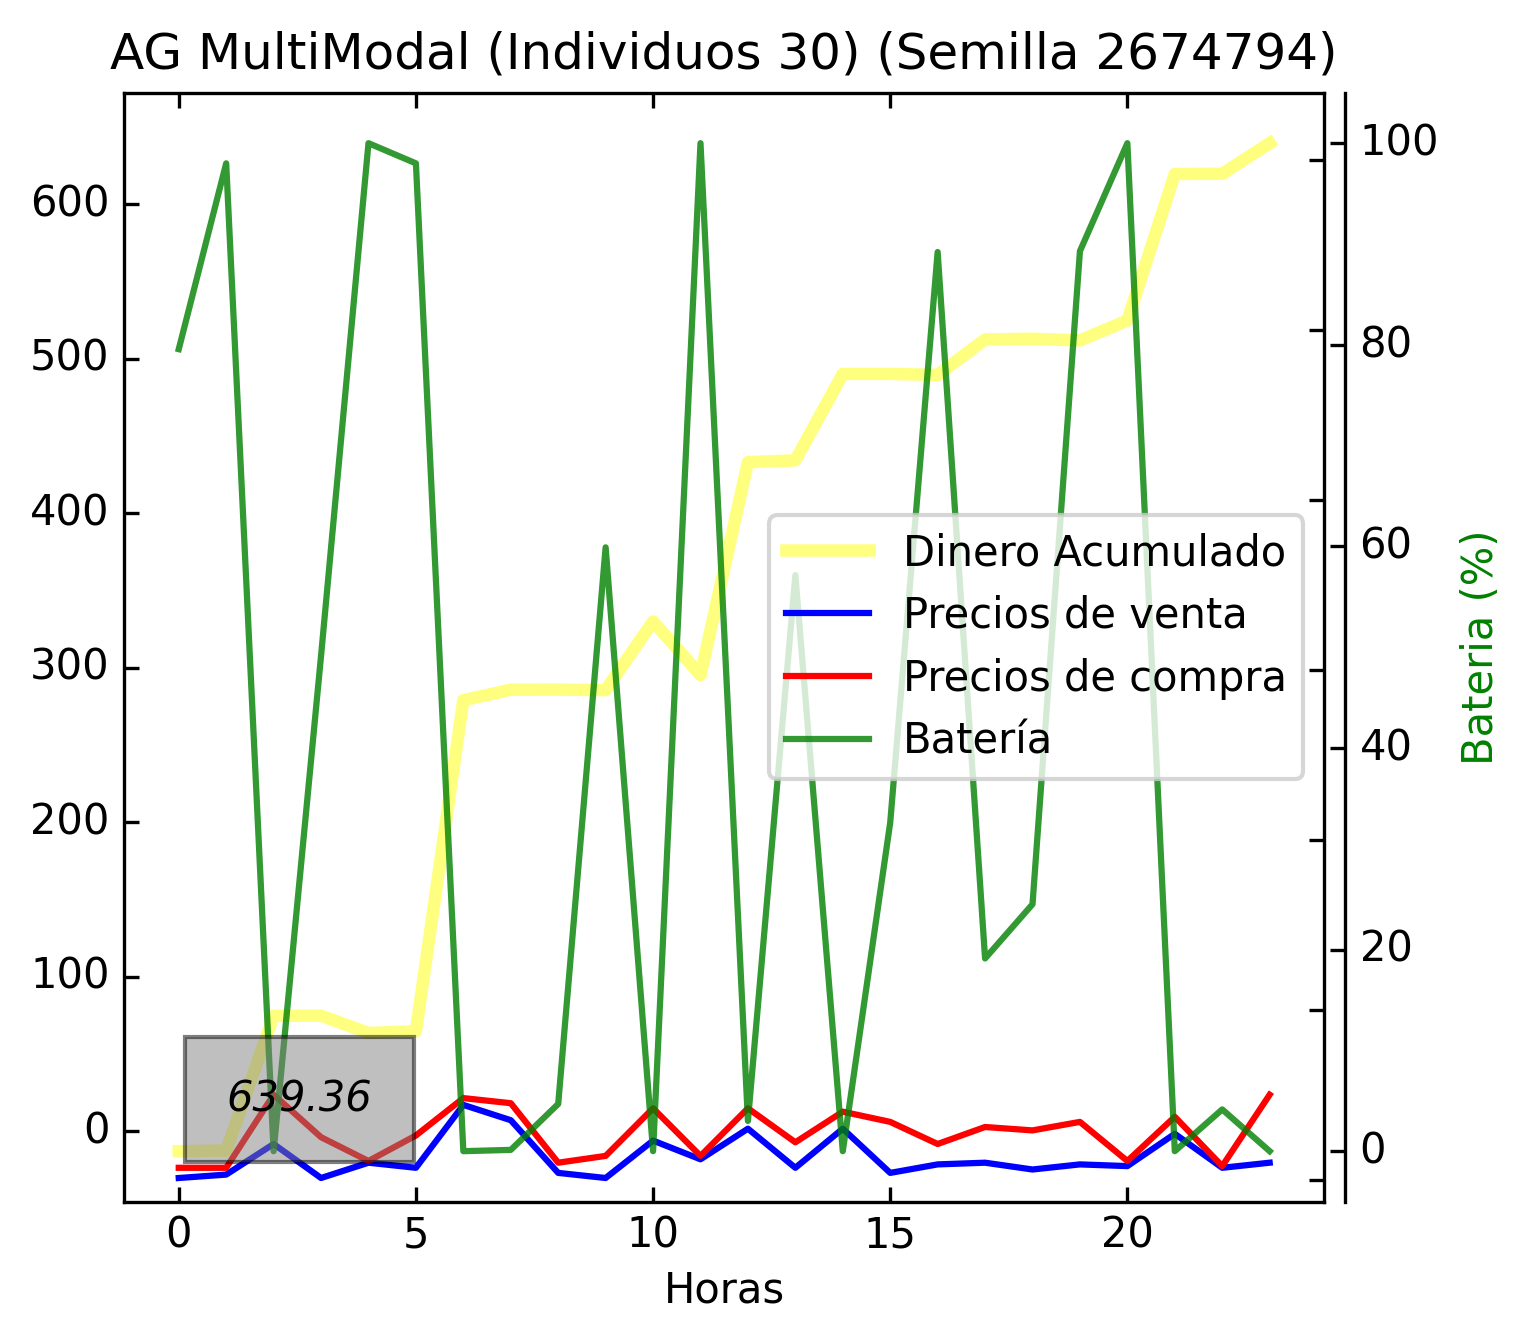 AG MultiModal (Individuos 30) (Semilla 2674794)
600
500
400
300
200
100
0
100
80
60
40
20
0
Bateria (%)
Dinero Acumulado
Precios de venta
Precios de compra
Batería
639.36
0 5 10 15 20
Horas